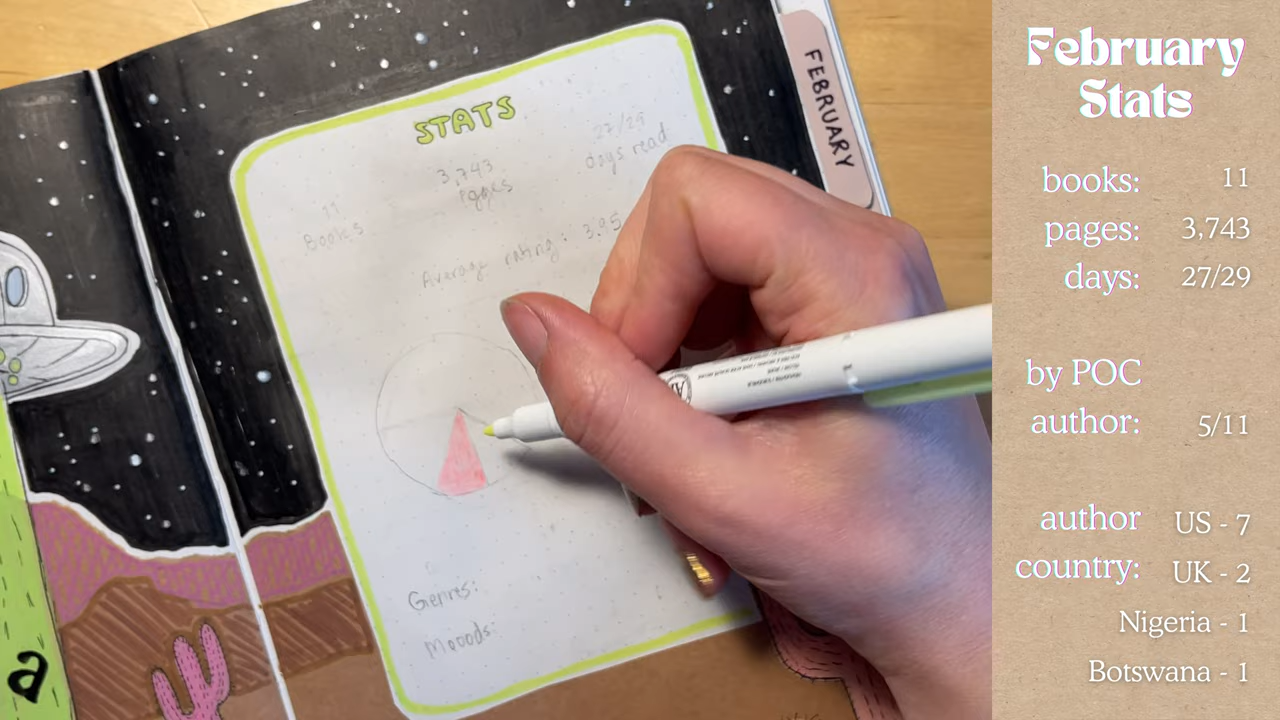 STATS
27/29
days read
3,743
Pages
11
Books
Average rating: 3.95
Genres:
Mooods:
FEBRUARY
a
February
Stats
books: 11
pages: 3,743
days: 27/29
by POC
author: 5/11
author US - 7
country: UK - 2
Nigeria - 1
Botswana - 1